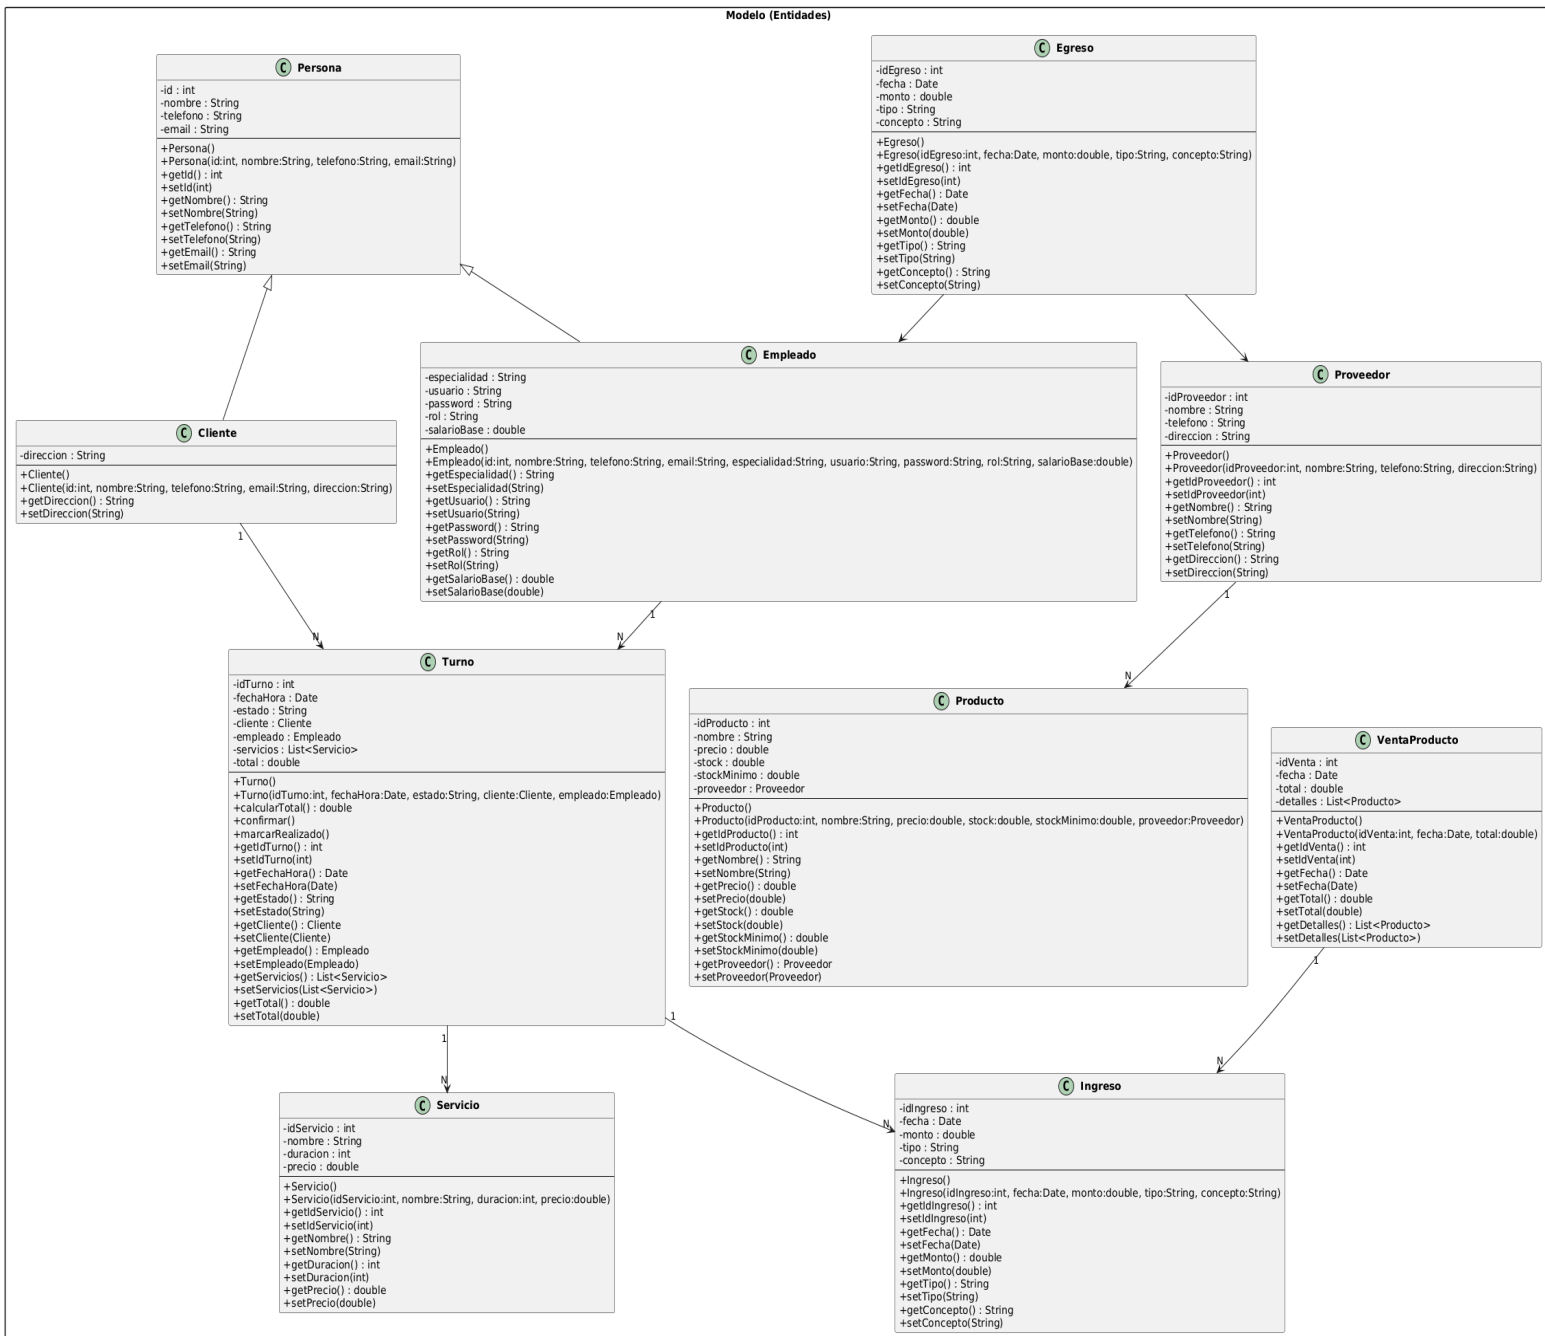 Modelo (Entidades)
C Persona
-id : int
-nombre : String
-telefono : String
-email : String
+Persona()
+Persona(id:int, nombre:String, telefono:String, email:String)
+getId() : int
+setId(int)
+getNombre() : String
+setNombre(String)
+getTelefono() : String
+setTelefono(String)
+getEmail() : String
+setEmail(String)
C Egreso
-idEgreso : int
-fecha : Date
-monto : double
-tipo : String
-concepto : String
+Egreso()
+Egreso(idEgreso:int, fecha:Date, monto:double, tipo:String, concepto:String)
+getIdEgreso() : int
+setIdEgreso(int)
+getFecha() : Date
+setFecha(Date)
+getMonto() : double
+setMonto(double)
+getTipo() : String
+setTipo(String)
+getConcepto() : String
+setConcepto(String)
C Cliente
-direccion : String
+Cliente()
+Cliente(id:int, nombre:String, telefono:String, email:String, direccion:String)
+getDireccion() : String
+setDireccion(String)
C Empleado
-especialidad : String
-usuario : String
-password : String
-rol : String
-salarioBase : double
+Empleado()
+Empleado(id:int, nombre:String, telefono:String, email:String, especialidad:String, usuario:String, password:String, rol:String, salarioBase:double)
+getEspecialidad() : String
+setEspecialidad(String)
+getUsuario() : String
+setUsuario(String)
+getPassword() : String
+setPassword(String)
+getRol() : String
+setRol(String)
+getSalarioBase() : double
+setSalarioBase(double)
C Proveedor
-idProveedor : int
-nombre : String
-telefono : String
-direccion : String
+Proveedor()
+Proveedor(idProveedor:int, nombre:String, telefono:String, direccion:String)
+getIdProveedor() : int
+setIdProveedor(int)
+getNombre() : String
+setNombre(String)
+getTelefono() : String
+setTelefono(String)
+getDireccion() : String
+setDireccion(String)
1
N
1
N
1
N
C Turno
-idTurno : int
-fechaHora : Date
-estado : String
-cliente : Cliente
-empleado : Empleado
-servicios : List<Servicio>
-total : double
+Turno()
+Turno(idTurno:int, fechaHora:Date, estado:String, cliente:Cliente, empleado:Empleado)
+calcularTotal() : double
+confirmar()
+marcarRealizado()
+getIdTurno() : int
+setIdTurno(int)
+getFechaHora() : Date
+setFechaHora(Date)
+getEstado() : String
+setEstado(String)
+getCliente() : Cliente
+setCliente(Cliente)
+getEmpleado() : Empleado
+setEmpleado(Empleado)
+getServicios() : List<Servicio>
+setServicios(List<Servicio>)
+getTotal() : double
+setTotal(double)
C Producto
-idProducto : int
-nombre : String
-precio : double
-stock : double
-stockMinimo : double
-proveedor : Proveedor
+Producto()
+Producto(idProducto:int, nombre:String, precio:double, stock:double, stockMinimo:double, proveedor:Proveedor)
+getIdProducto() : int
+setIdProducto(int)
+getNombre() : String
+setNombre(String)
+getPrecio() : double
+setPrecio(double)
+getStock() : double
+setStock(double)
+getStockMinimo() : double
+setStockMinimo(double)
+getProveedor() : Proveedor
+setProveedor(Proveedor)
C VentaProducto
-idVenta : int
-fecha : Date
-total : double
-detalles : List<Producto>
+VentaProducto()
+VentaProducto(idVenta:int, fecha:Date, total:double)
+getIdVenta() : int
+setIdVenta(int)
+getFecha() : Date
+setFecha(Date)
+getTotal() : double
+setTotal(double)
+getDetalles() : List<Producto>
+setDetalles(List<Producto>)
1
N
1
N
1
N
C Servicio
-idServicio : int
-nombre : String
-duracion : int
-precio : double
+Servicio()
+Servicio(idServicio:int, nombre:String, duracion:int, precio:double)
+getIdServicio() : int
+setIdServicio(int)
+getNombre() : String
+setNombre(String)
+getDuracion() : int
+setDuracion(int)
+getPrecio() : double
+setPrecio(double)
C Ingreso
-idIngreso : int
-fecha : Date
-monto : double
-tipo : String
-concepto : String
+Ingreso()
+Ingreso(idIngreso:int, fecha:Date, monto:double, tipo:String, concepto:String)
+getIdIngreso() : int
+setIdIngreso(int)
+getFecha() : Date
+setFecha(Date)
+getMonto() : double
+setMonto(double)
+getTipo() : String
+setTipo(String)
+getConcepto() : String
+setConcepto(String)